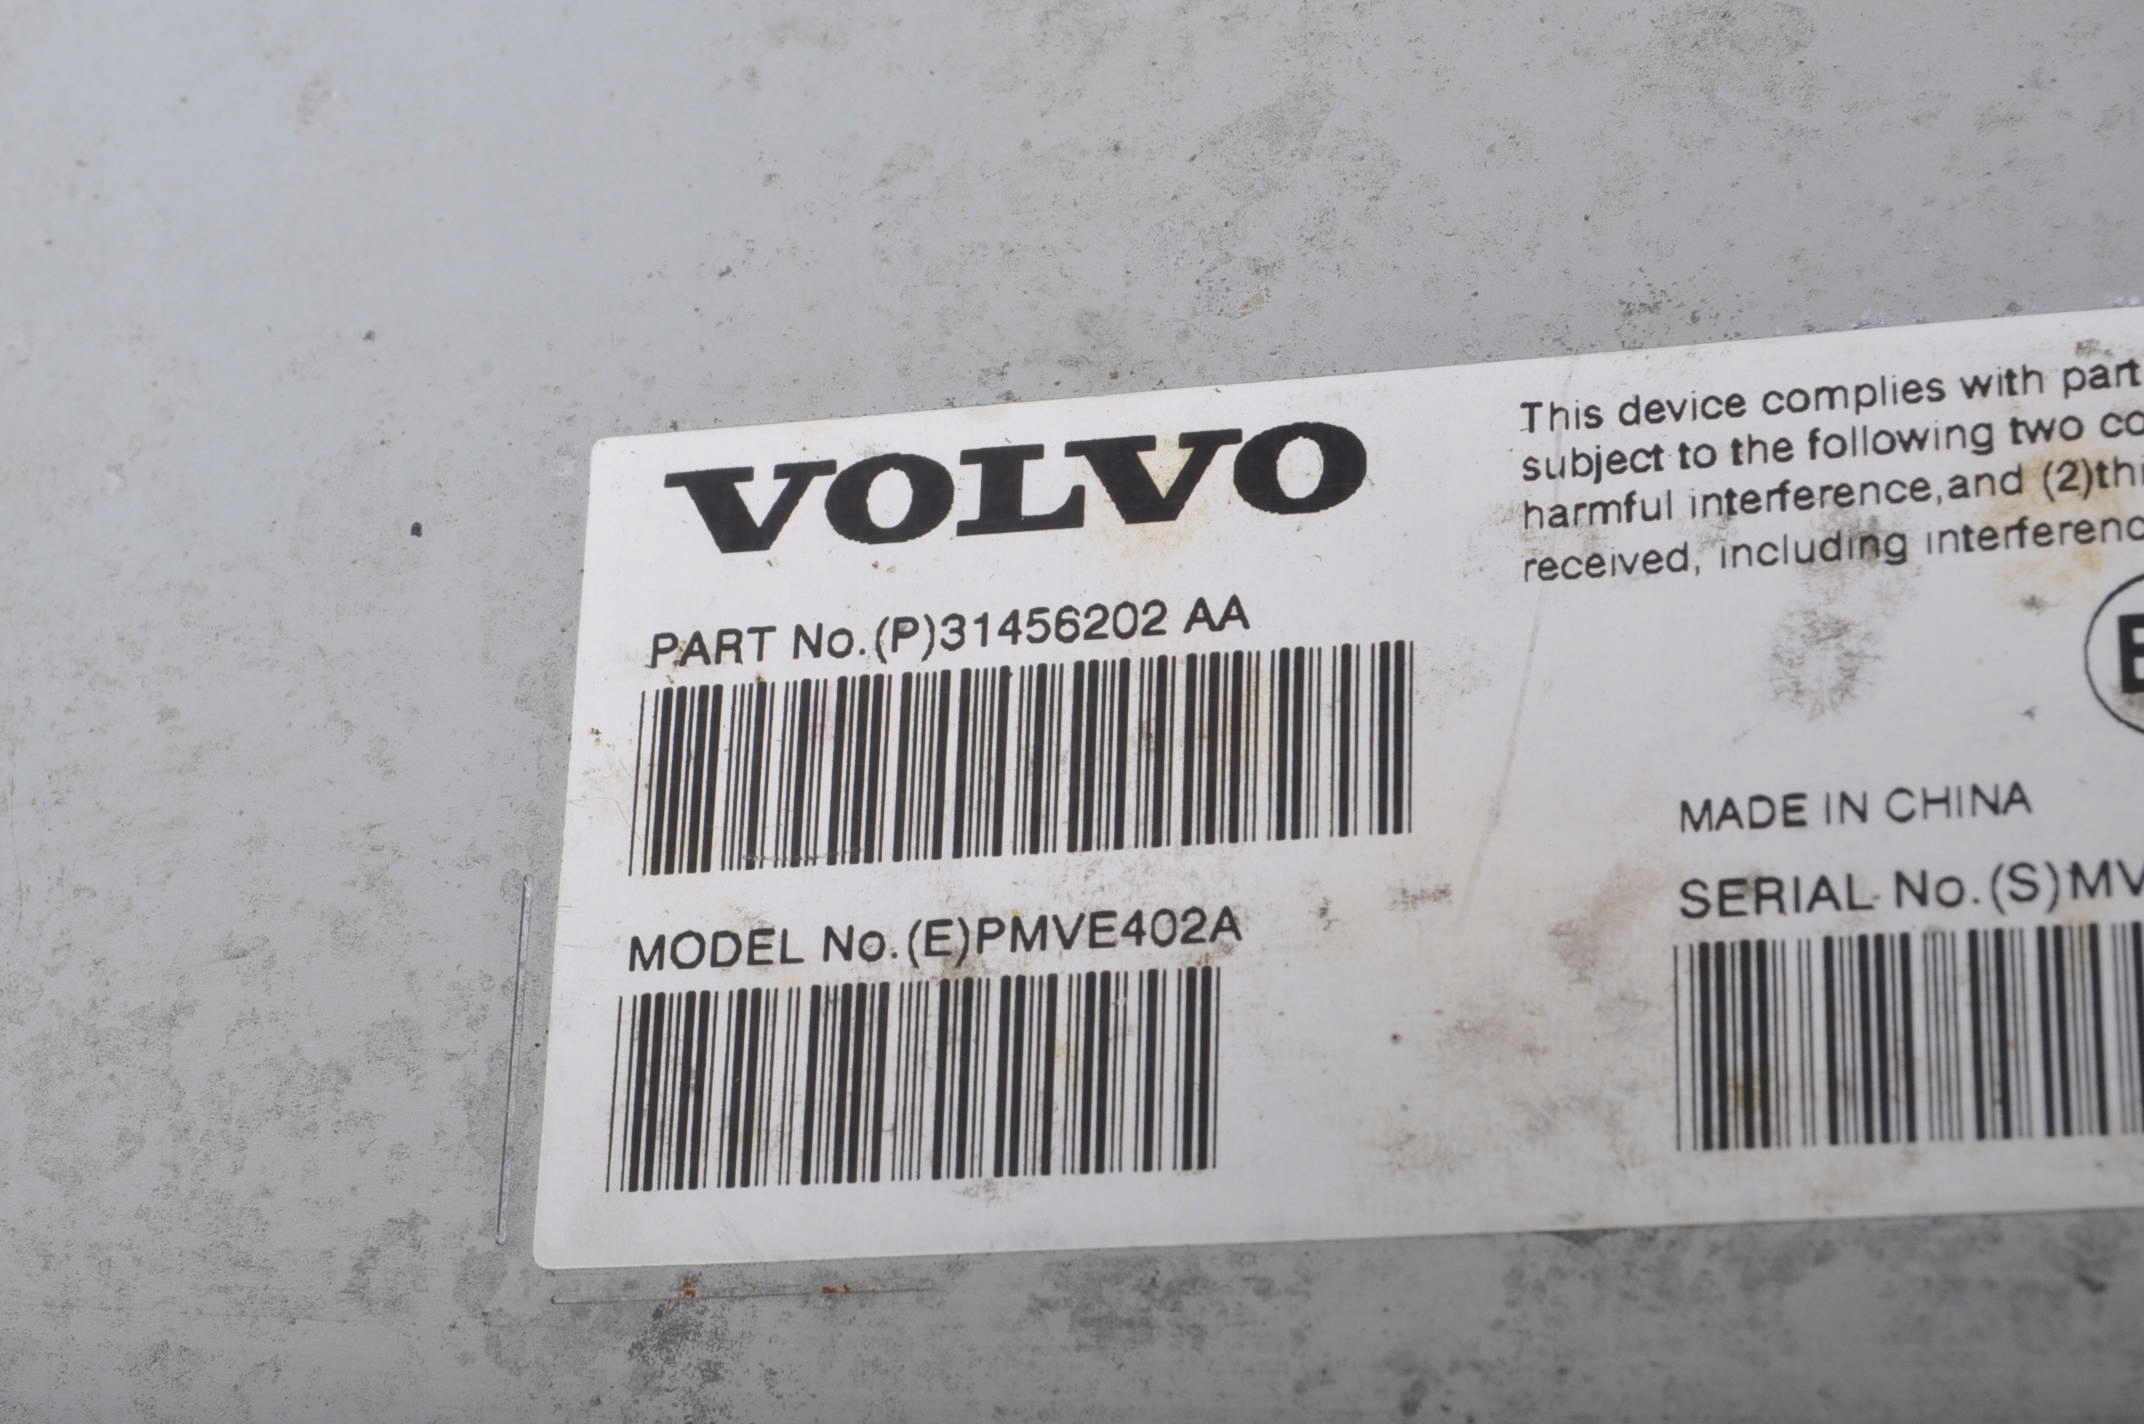 VOLVO
PART No.(P)31456202 AA
MODEL No.(E)PMVE402A
This device complies with part
subject to the following two co
harmful interference,and (2)thi
received, including interferenc
E
MADE IN CHINA
SERIAL No.(S)MV